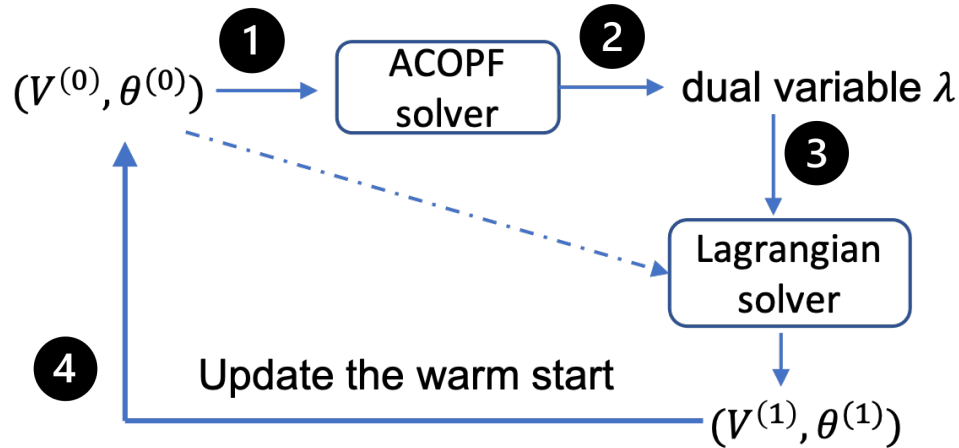 1
2
(V^(0), θ^(0))
ACOPF
solver
dual variable λ
3
Lagrangian
solver
4
Update the warm start
(V^(1), θ^(1))